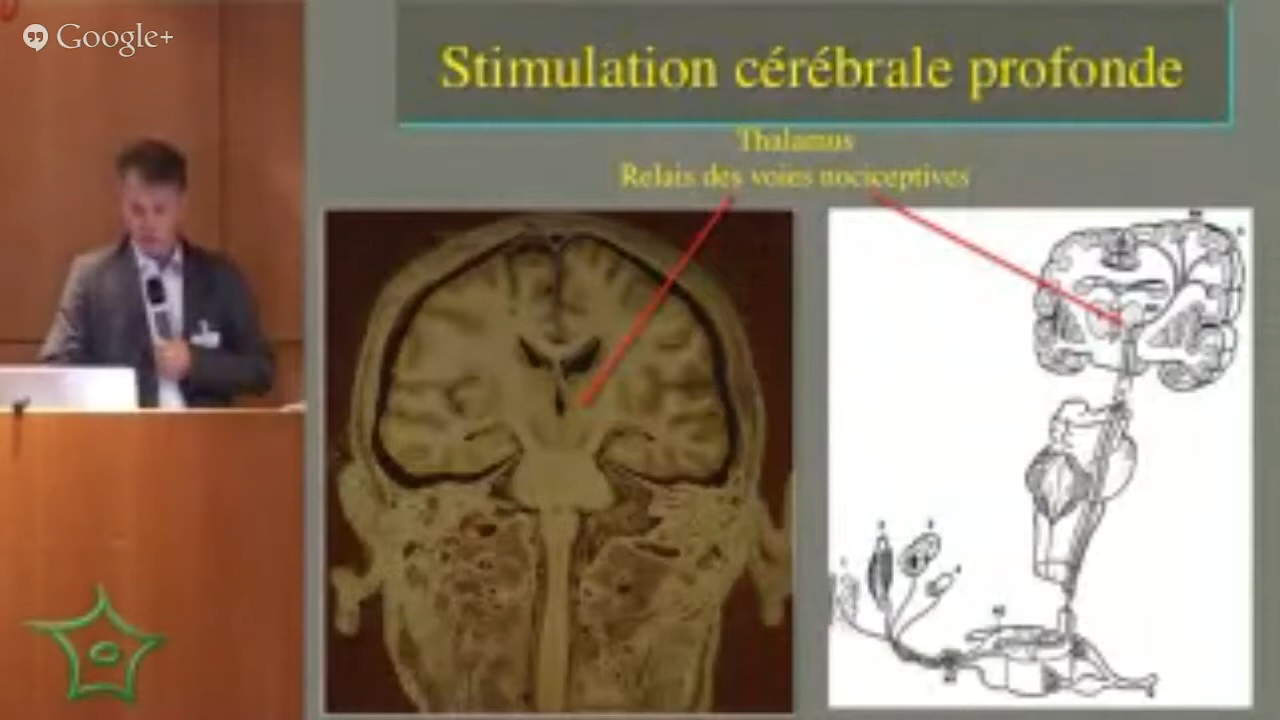 Google+
Stimulation cérébrale profonde
Thalamus
Relais des voies nociceptives